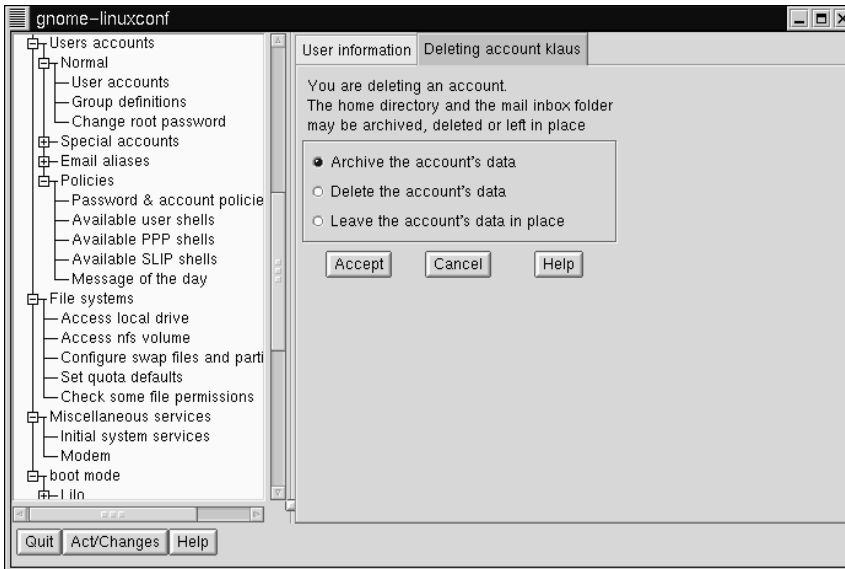 gnome-linuxconf
Users accounts
Normal
User accounts
Group definitions
Change root password
Special accounts
Email aliases
Policies
Password & account policie
Available user shells
Available PPP shells
Available SLIP shells
Message of the day
File systems
Access local drive
Access nfs volume
Configure swap files and parti
Set quota defaults
Check some file permissions
Miscellaneous services
Initial system services
Modem
boot mode
Lilo
User information
Deleting account klaus
You are deleting an account.
The home directory and the mail inbox folder
may be archived, deleted or left in place
Archive the account's data
Delete the account's data
Leave the account's data in place
Accept
Cancel
Help
Quit
Act/Changes
Help